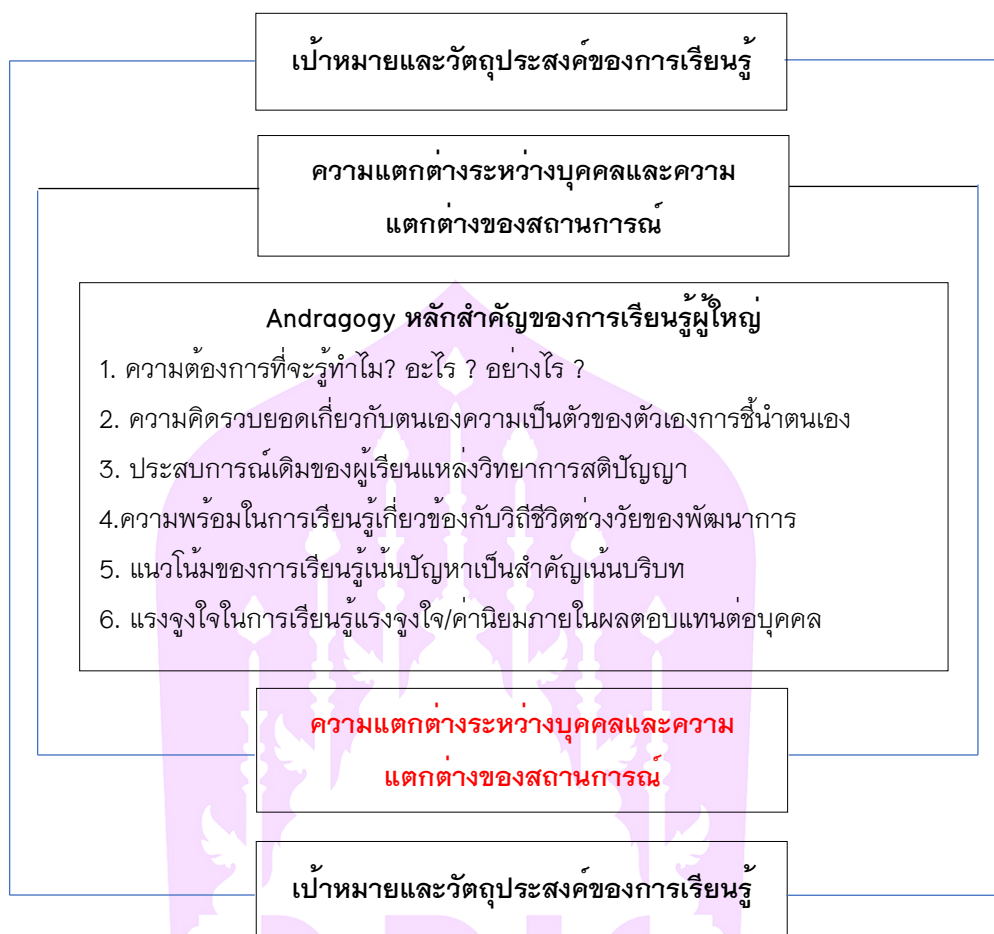 เป้าหมายและวัตถุประสงค์ของการเรียนรู้
ความแตกต่างระหว่างบุคคลและความ
แตกต่างของสถานการณ์
Andragogy หลักสำคัญของการเรียนรู้ผู้ใหญ่
1. ความต้องการที่จะรู้ทำไม? อะไร ? อย่างไร ?
2. ความคิดรวบยอดเกี่ยวกับตนเองความเป็นตัวของตัวเองการชี้นำตนเอง
3. ประสบการณ์เดิมของผู้เรียนแหล่งวิทยาการสติปัญญา
4.ความพร้อมในการเรียนรู้เกี่ยวข้องกับวิถีชีวิตช่วงวัยของพัฒนาการ
5. แนวโน้มของการเรียนรู้เน้นปัญหาเป็นสำคัญเน้นบริบท
6. แรงจูงใจในการเรียนรู้แรงจูงใจ/ค่านิยมภายในผลตอบแทนต่อบุคคล
ความแตกต่างระหว่างบุคคลและความ
แตกต่างของสถานการณ์
เป้าหมายและวัตถุประสงค์ของการเรียนรู้